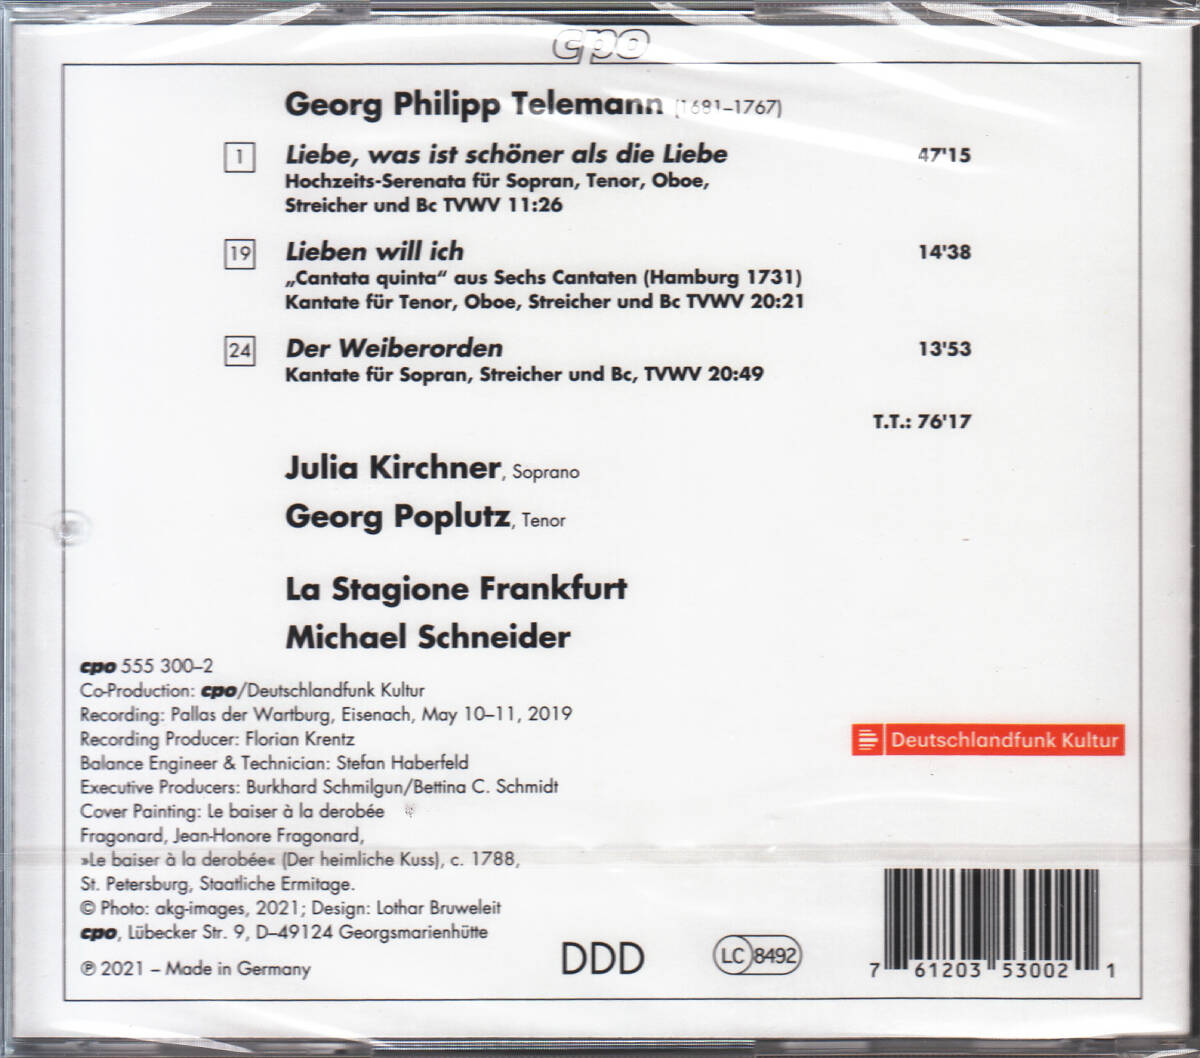 cpo
Georg Philipp Telemann (1681–1767)
1 Liebe, was ist schöner als die Liebe 47'15
Hochzeits-Serenata für Sopran, Tenor, Oboe,
Streicher und Bc TVWV 11:26
19 Lieben will ich 14'38
„Cantata quinta“ aus Sechs Cantaten (Hamburg 1731)
Kantate für Tenor, Oboe, Streicher und Bc TVWV 20:21
24 Der Weiberorden 13'53
Kantate für Sopran, Streicher und Bc, TVWV 20:49
T.T.: 76'17
Julia Kirchner, Soprano
Georg Poplutz, Tenor
La Stagione Frankfurt
Michael Schneider
cpo 555 300–2
Co-Production: cpo/Deutschlandfunk Kultur
Recording: Pallas der Wartburg, Eisenach, May 10–11, 2019
Recording Producer: Florian Krentz
Balance Engineer & Technician: Stefan Haberfeld
Executive Producers: Burkhard Schmilgun/Bettina C. Schmidt
Cover Painting: Le baiser à la derobée
Fragonard, Jean-Honore Fragonard,
»Le baiser à la derobée« (Der heimliche Kuss), c. 1788,
St. Petersburg, Staatliche Ermitage.
© Photo: akg-images, 2021; Design: Lothar Bruweleit
cpo, Lübecker Str. 9, D–49124 Georgsmarienhütte
℗ 2021 – Made in Germany
Deutschlandfunk Kultur
DDD
LC 8492
7 61203 53002 1